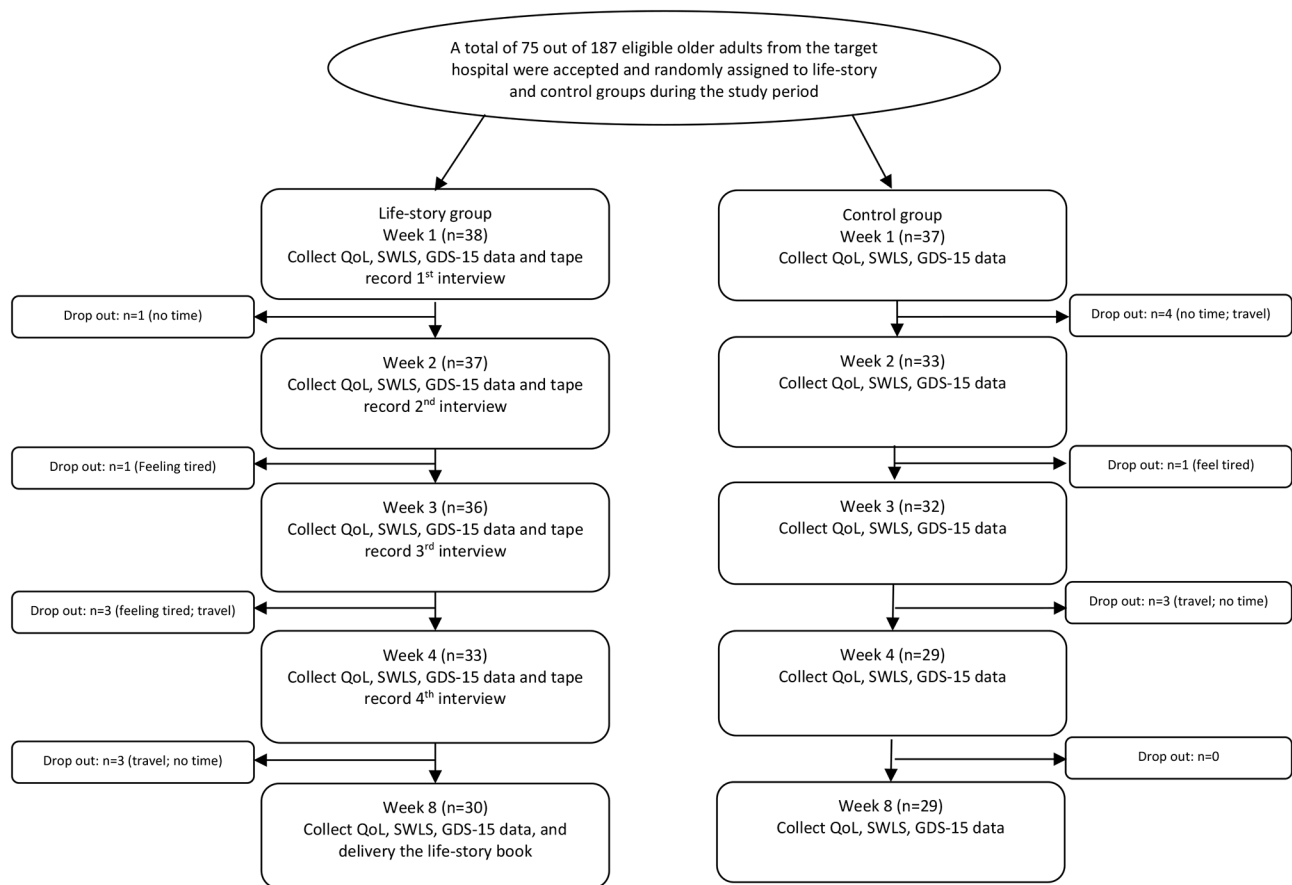 A total of 75 out of 187 eligible older adults from the target
hospital were accepted and randomly assigned to life-story
and control groups during the study period
Life-story group
Week 1 (n=38)
Collect QoL, SWLS, GDS-15 data and tape
record 1st interview
Control group
Week 1 (n=37)
Collect QoL, SWLS, GDS-15 data
Drop out: n=1 (no time)
Drop out: n=4 (no time; travel)
Week 2 (n=37)
Collect QoL, SWLS, GDS-15 data and tape
record 2nd interview
Week 2 (n=33)
Collect QoL, SWLS, GDS-15 data
Drop out: n=1 (Feeling tired)
Drop out: n=1 (feel tired)
Week 3 (n=36)
Collect QoL, SWLS, GDS-15 data and tape
record 3rd interview
Week 3 (n=32)
Collect QoL, SWLS, GDS-15 data
Drop out: n=3 (feeling tired; travel)
Drop out: n=3 (travel; no time)
Week 4 (n=33)
Collect QoL, SWLS, GDS-15 data and tape
record 4th interview
Week 4 (n=29)
Collect QoL, SWLS, GDS-15 data
Drop out: n=3 (travel; no time)
Drop out: n=0
Week 8 (n=30)
Collect QoL, SWLS, GDS-15 data, and
delivery the life-story book
Week 8 (n=29)
Collect QoL, SWLS, GDS-15 data